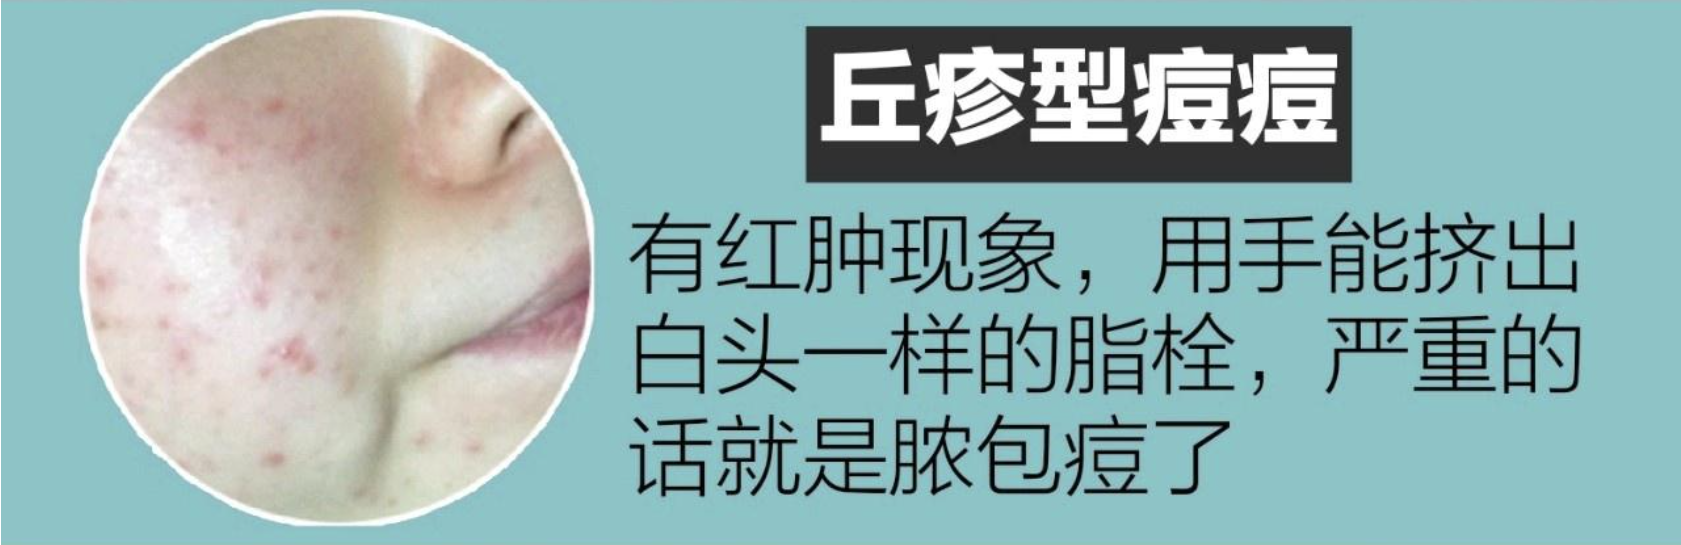 丘疹型痘痘
有红肿现象，用手能挤出
白头一样的脂栓，严重的
话就是脓包痘了